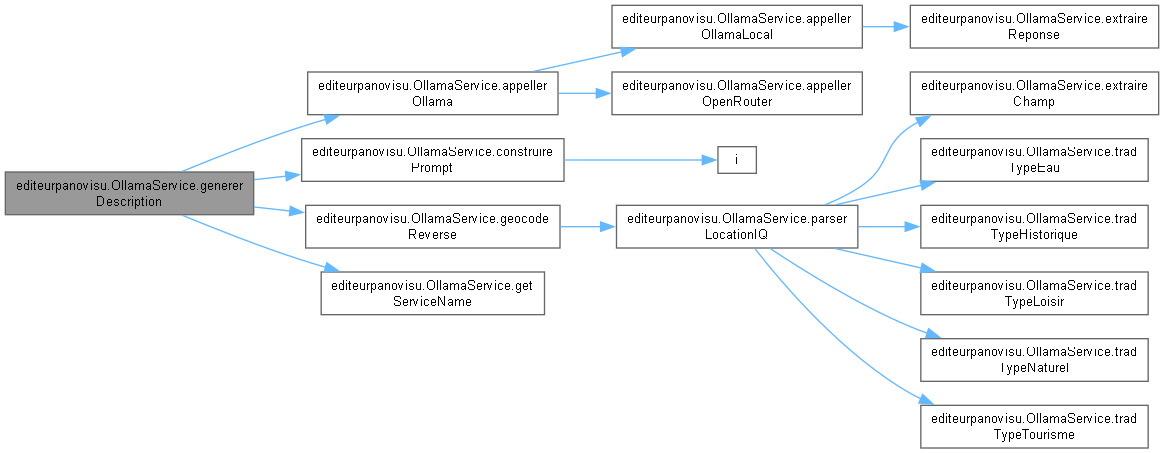 editeurpanovisu.OllamaService.generer
Description
editeurpanovisu.OllamaService.appeller
Ollama
editeurpanovisu.OllamaService.construire
Prompt
editeurpanovisu.OllamaService.geocode
Reverse
editeurpanovisu.OllamaService.get
ServiceName
editeurpanovisu.OllamaService.appeller
OllamaLocal
editeurpanovisu.OllamaService.appeller
OpenRouter
i
editeurpanovisu.OllamaService.parser
LocationIQ
editeurpanovisu.OllamaService.extraire
Reponse
editeurpanovisu.OllamaService.extraire
Champ
editeurpanovisu.OllamaService.trad
TypeEau
editeurpanovisu.OllamaService.trad
TypeHistorique
editeurpanovisu.OllamaService.trad
TypeLoisir
editeurpanovisu.OllamaService.trad
TypeNaturel
editeurpanovisu.OllamaService.trad
TypeTourisme